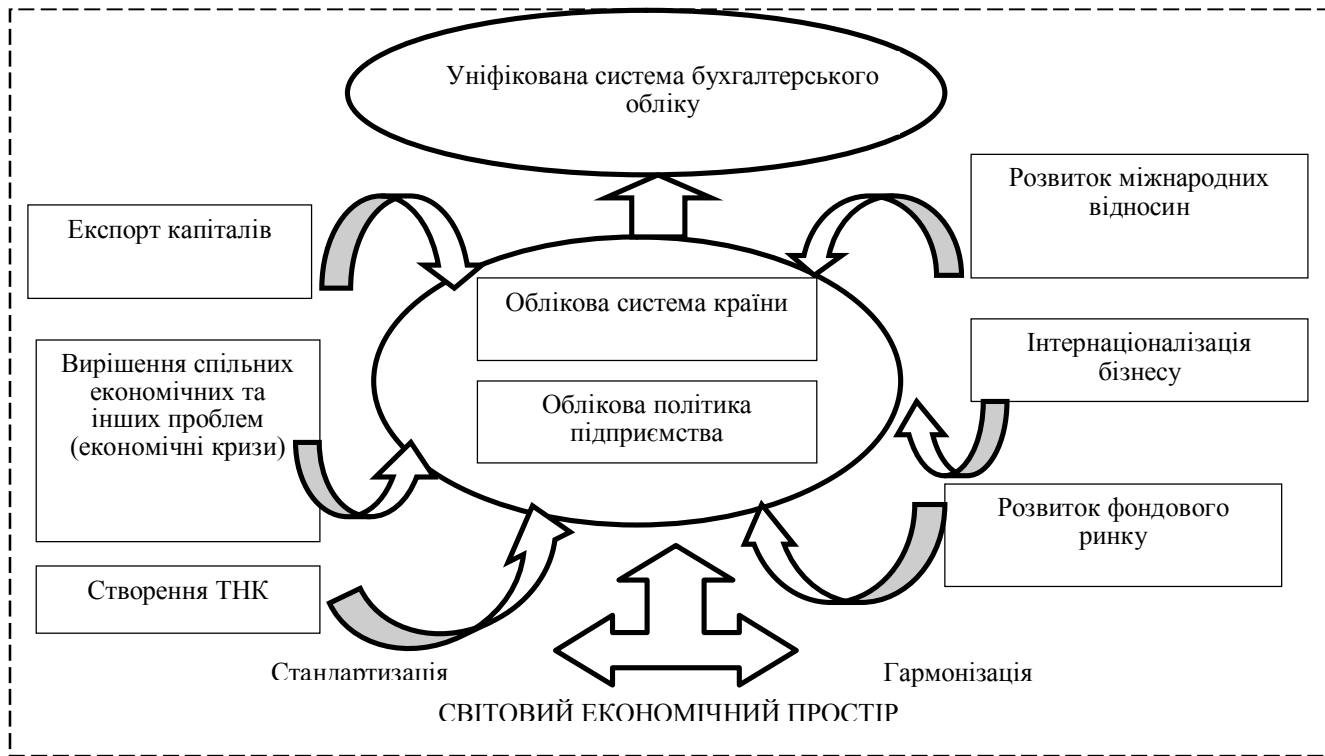 Уніфікована система бухгалтерського
обліку
Експорт капіталів
Розвиток міжнародних
відносин
Облікова система країни
Вирішення спільних
економічних та
інших проблем
(економічні кризи)
Інтернаціоналізація
бізнесу
Облікова політика
підприємства
Створення ТНК
Розвиток фондового
ринку
Стандартизація
Гармонізація
СВІТОВИЙ ЕКОНОМІЧНИЙ ПРОСТІР